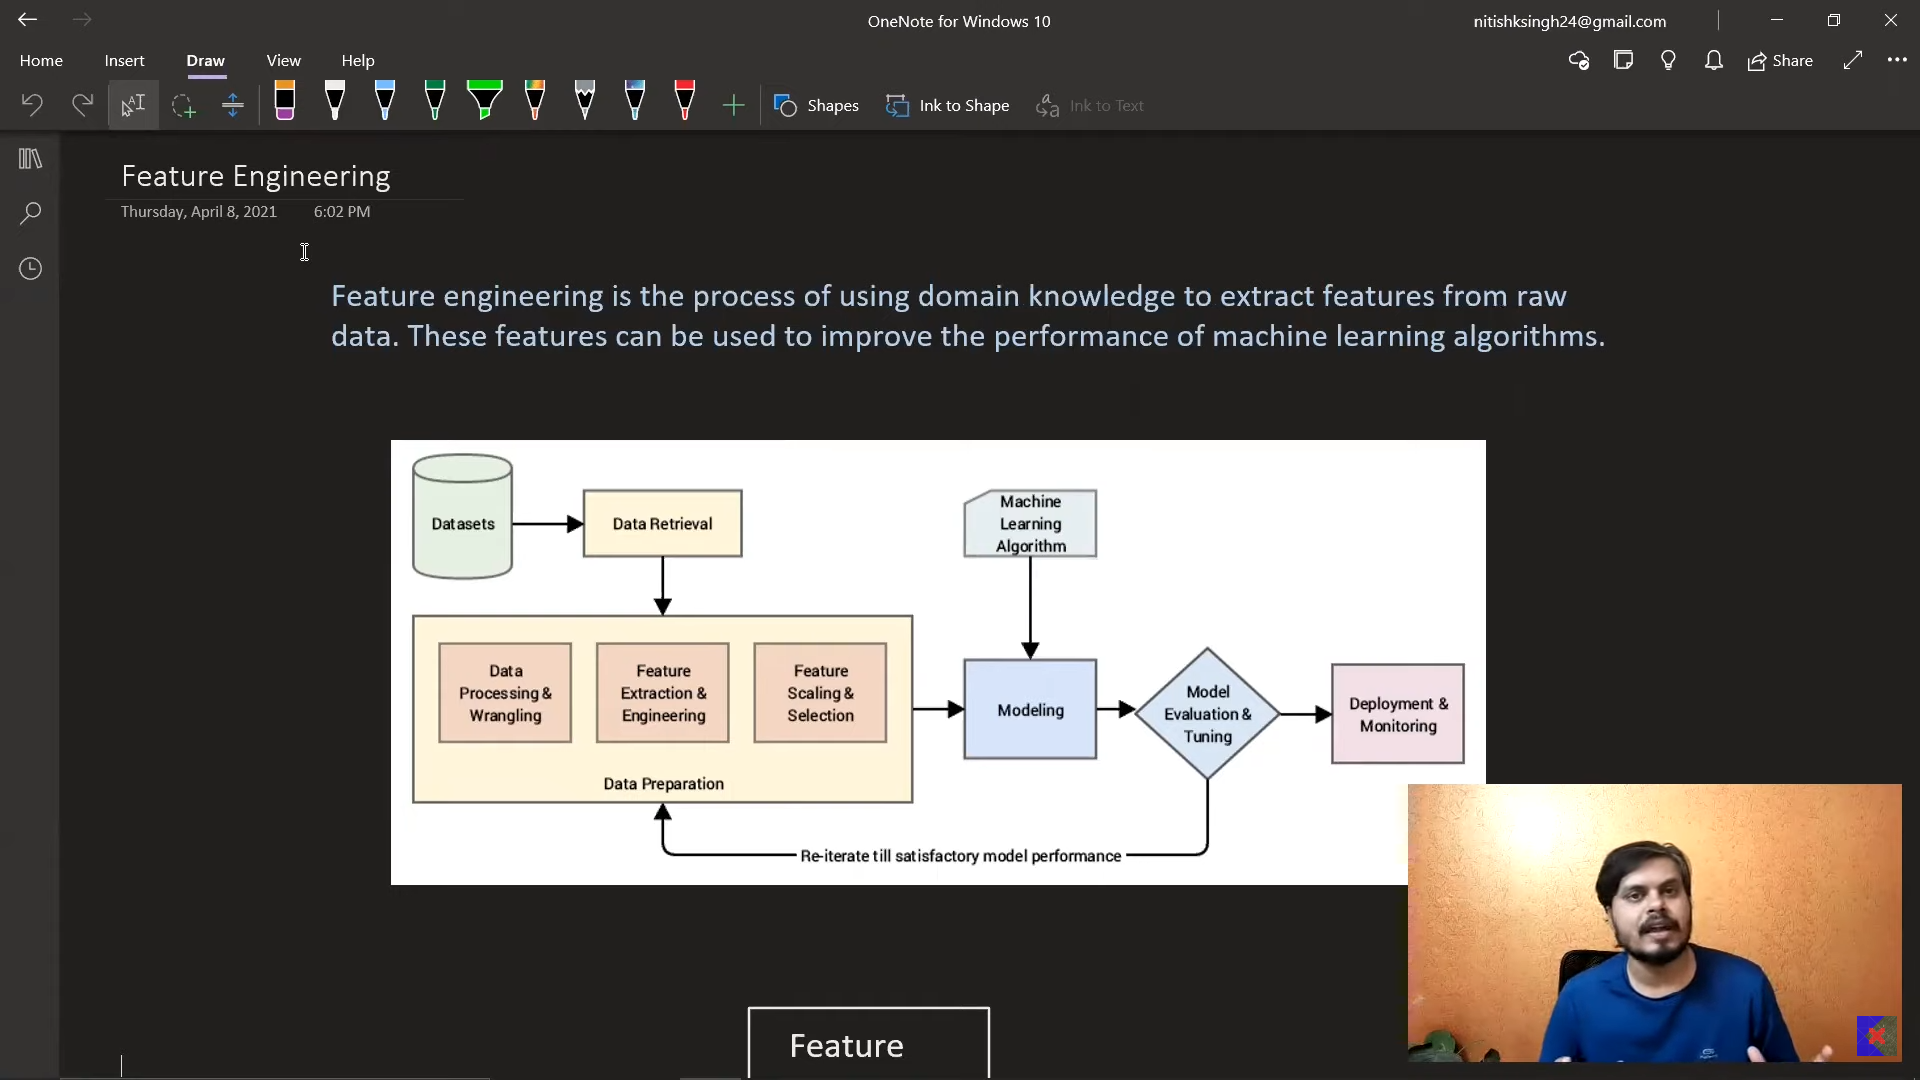 OneNote for Windows 10
nitishksingh24@gmail.com
Home Insert Draw View Help
Share
Shapes Ink to Shape Ink to Text
Feature Engineering
Thursday, April 8, 2021 6:02 PM
Feature engineering is the process of using domain knowledge to extract features from raw
data. These features can be used to improve the performance of machine learning algorithms.
Datasets
Data Retrieval
Machine
Learning
Algorithm
Data
Processing &
Wrangling
Feature
Extraction &
Engineering
Feature
Scaling &
Selection
Data Preparation
Modeling
Model
Evaluation &
Tuning
Deployment &
Monitoring
Re-iterate till satisfactory model performance
Feature